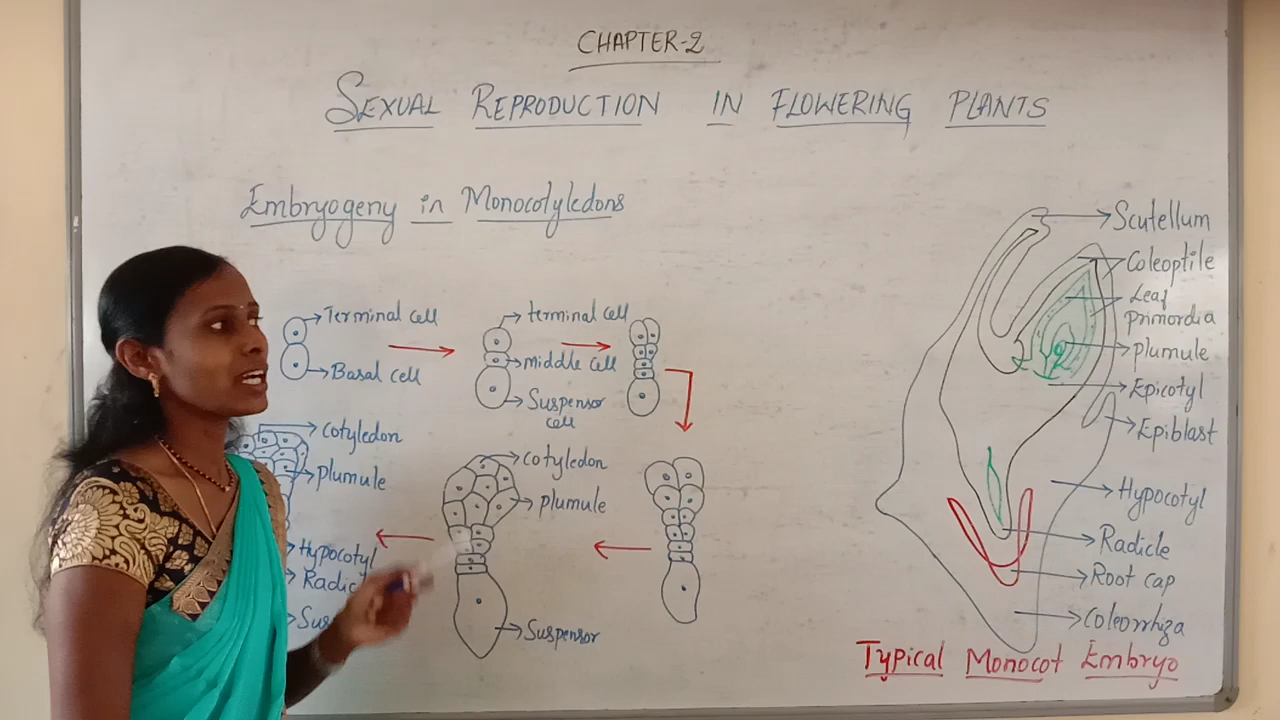 CHAPTER-2
SEXUAL REPRODUCTION IN FLOWERING PLANTS
Embryogeny in Monocotyledons
Terminal cell
Basal cell
terminal cell
middle cell
Suspensor
cell
cotyledon
plumule
Hypocotyl
cotyledon
plumule
Suspensor
Scutellum
Coleoptile
Leaf
primordia
plumule
Epicotyl
Epiblast
Hypocotyl
Radicle
Root cap
Coleorrhiza
Typical Monocot Embryo